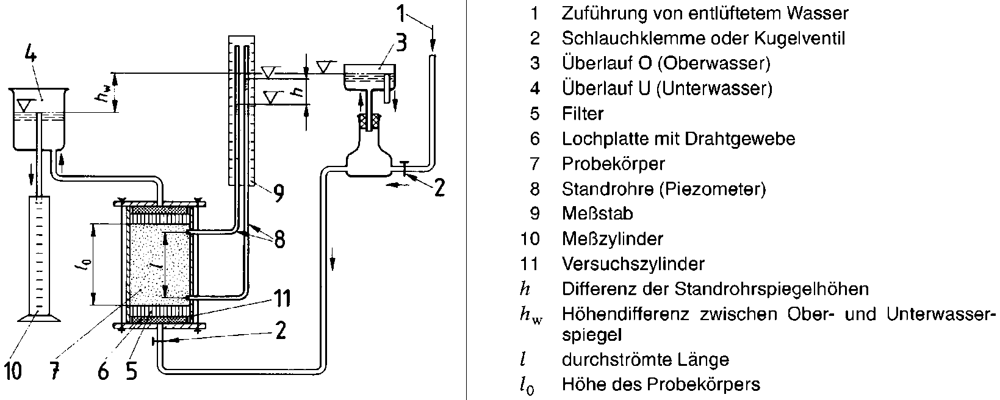 1
3
4
h_w
h
9
2
8
l_0
l
11
2
10
7
6
5
1 Zuführung von entlüftetem Wasser
2 Schlauchklemme oder Kugelventil
3 Überlauf O (Oberwasser)
4 Überlauf U (Unterwasser)
5 Filter
6 Lochplatte mit Drahtgewebe
7 Probekörper
8 Standrohre (Piezometer)
9 Meßstab
10 Meßzylinder
11 Versuchszylinder
h Differenz der Standrohrspiegelhöhen
h_w Höhendifferenz zwischen Ober- und Unterwasser-
spiegel
l durchströmte Länge
l_0 Höhe des Probekörpers